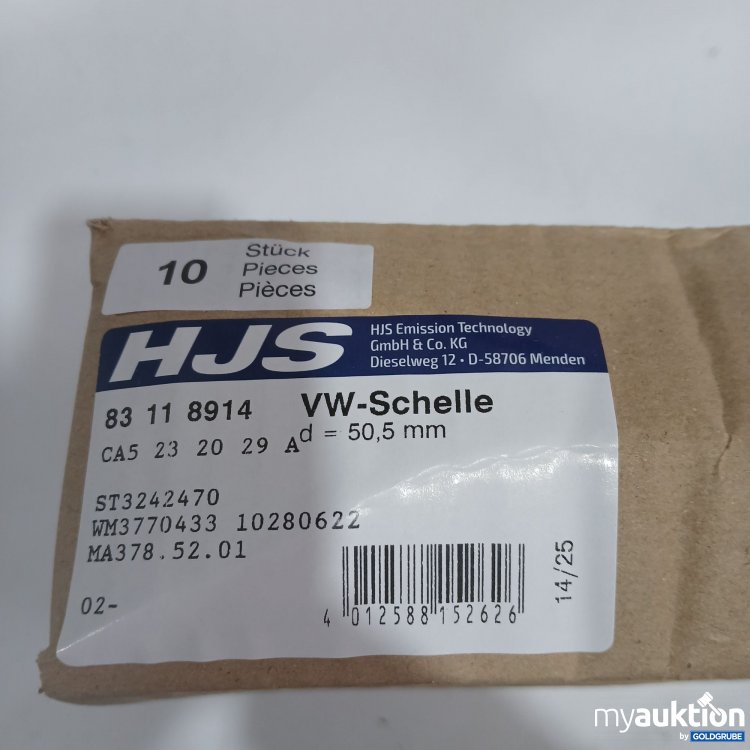 10
Stück
Pieces
Pièces
HJS
HJS Emission Technology
GmbH & Co. KG
Dieselweg 12 • D-58706 Menden
83 11 8914
VW-Schelle
CA5 23 20 29 A
d = 50,5 mm
ST3242470
WM3770433 10280622
MA378.52.01
02-
4 012588 152626
14/25
myauktion
by GOLDGRUBE